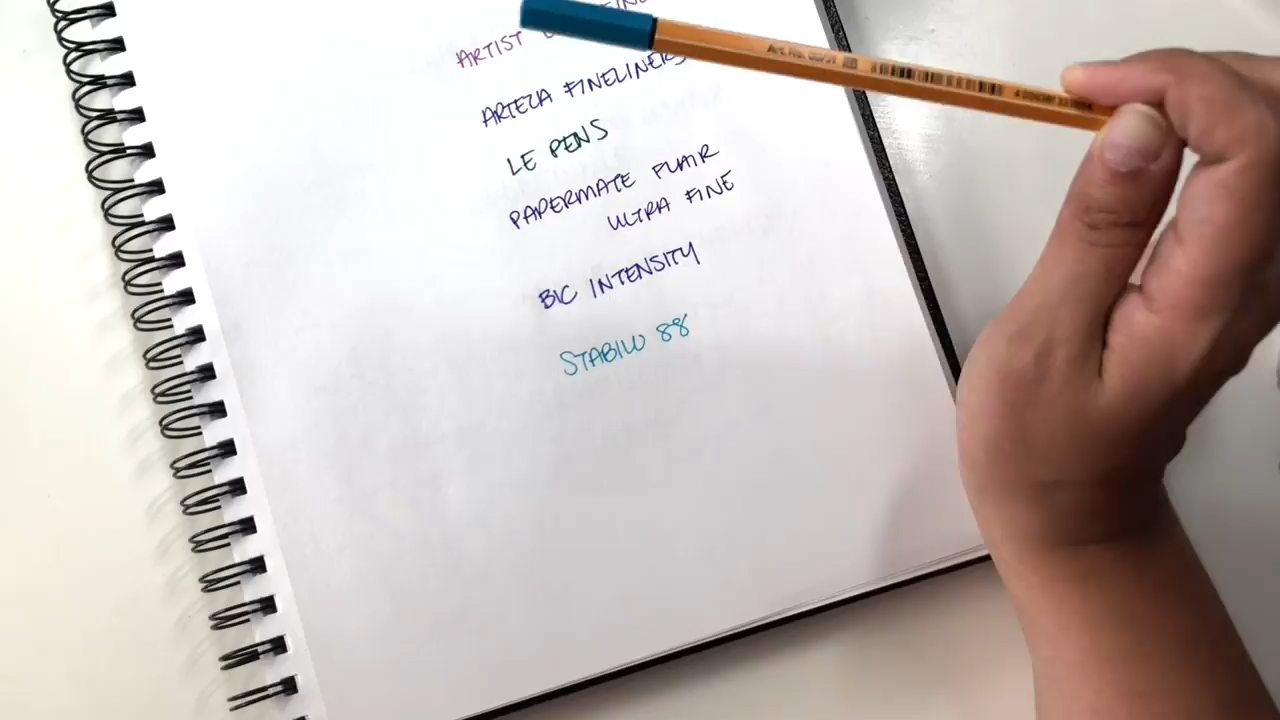 ARTIST
ARTEZA FINELINERS
LE PENS
PAPERMATE FLAIR
ULTRA FINE
BIC INTENSITY
STABILO 88